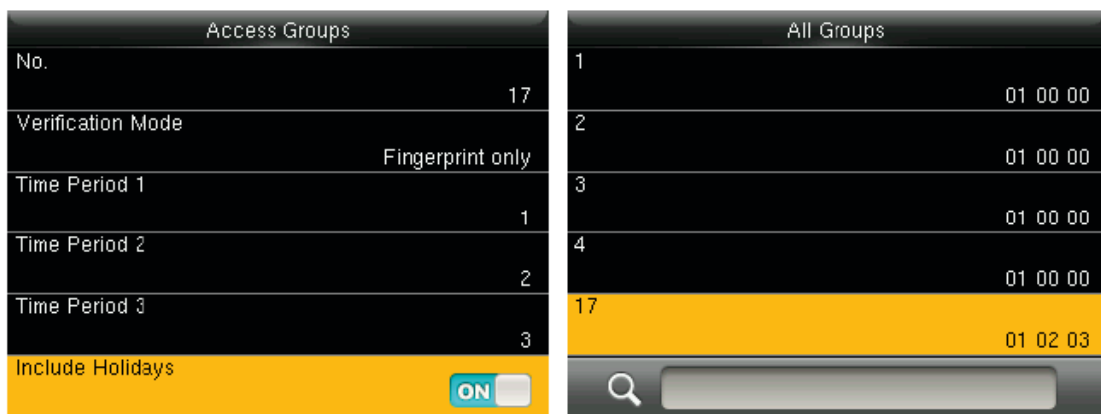 Access Groups
No.
17
Verification Mode
Fingerprint only
Time Period 1
1
Time Period 2
2
Time Period 3
3
Include Holidays
ON
All Groups
1
01 00 00
2
01 00 00
3
01 00 00
4
01 00 00
17
01 02 03